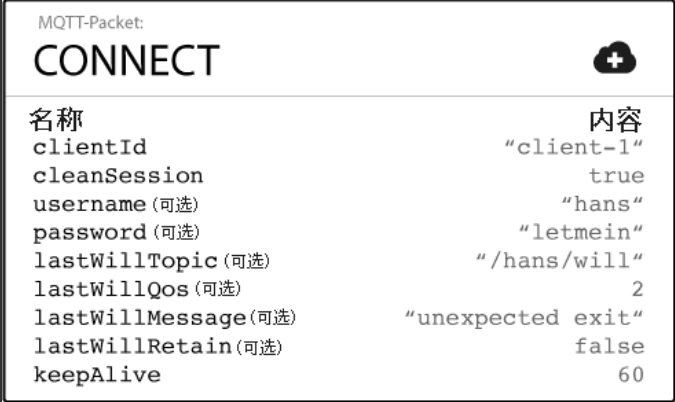 MQTT-Packet:
CONNECT
名称 内容
clientId “client-1“
cleanSession true
username(可选) “hans“
password(可选) “letmein“
lastWillTopic(可选) “/hans/will“
lastWillQos(可选) 2
lastWillMessage(可选) “unexpected exit“
lastWillRetain(可选) false
keepAlive 60